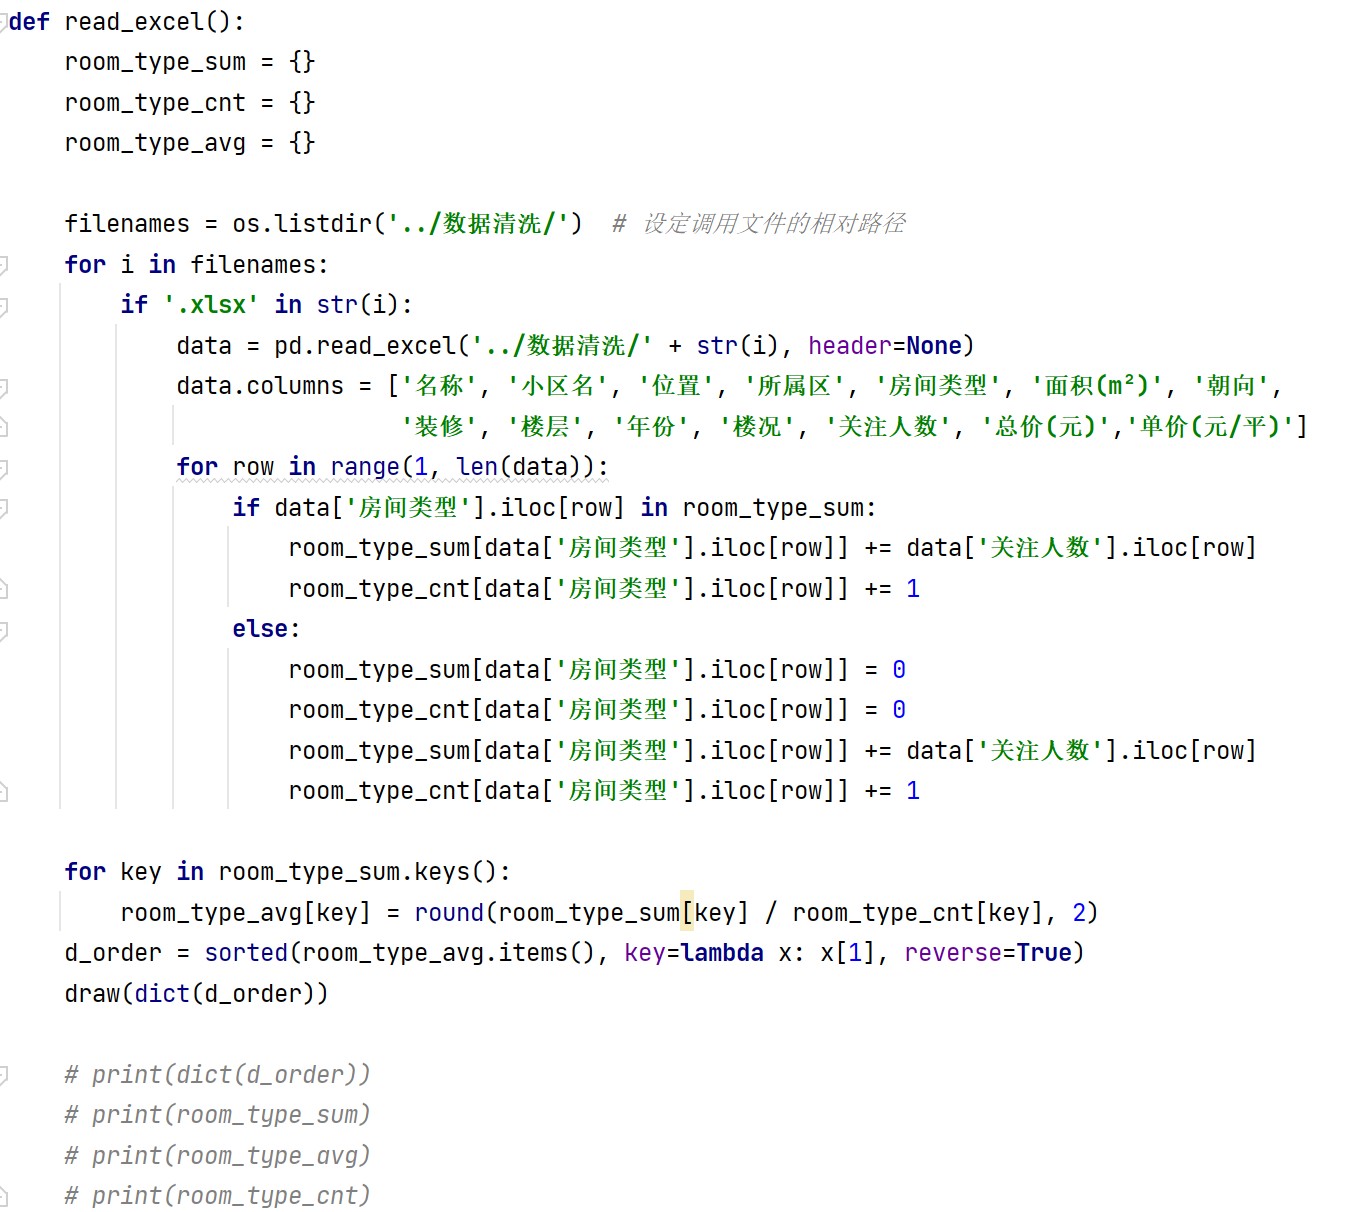 def read_excel():
    room_type_sum = {}
    room_type_cnt = {}
    room_type_avg = {}

    filenames = os.listdir('../数据清洗/')  # 设定调用文件的相对路径
    for i in filenames:
        if '.xlsx' in str(i):
            data = pd.read_excel('../数据清洗/' + str(i), header=None)
            data.columns = ['名称', '小区名', '位置', '所属区', '房间类型', '面积(m²)', '朝向',
                            '装修', '楼层', '年份', '楼况', '关注人数', '总价(元)','单价(元/平)']
            for row in range(1, len(data)):
                if data['房间类型'].iloc[row] in room_type_sum:
                    room_type_sum[data['房间类型'].iloc[row]] += data['关注人数'].iloc[row]
                    room_type_cnt[data['房间类型'].iloc[row]] += 1
                else:
                    room_type_sum[data['房间类型'].iloc[row]] = 0
                    room_type_cnt[data['房间类型'].iloc[row]] = 0
                    room_type_sum[data['房间类型'].iloc[row]] += data['关注人数'].iloc[row]
                    room_type_cnt[data['房间类型'].iloc[row]] += 1

    for key in room_type_sum.keys():
        room_type_avg[key] = round(room_type_sum[key] / room_type_cnt[key], 2)
    d_order = sorted(room_type_avg.items(), key=lambda x: x[1], reverse=True)
    draw(dict(d_order))

    # print(dict(d_order))
    # print(room_type_sum)
    # print(room_type_avg)
    # print(room_type_cnt)